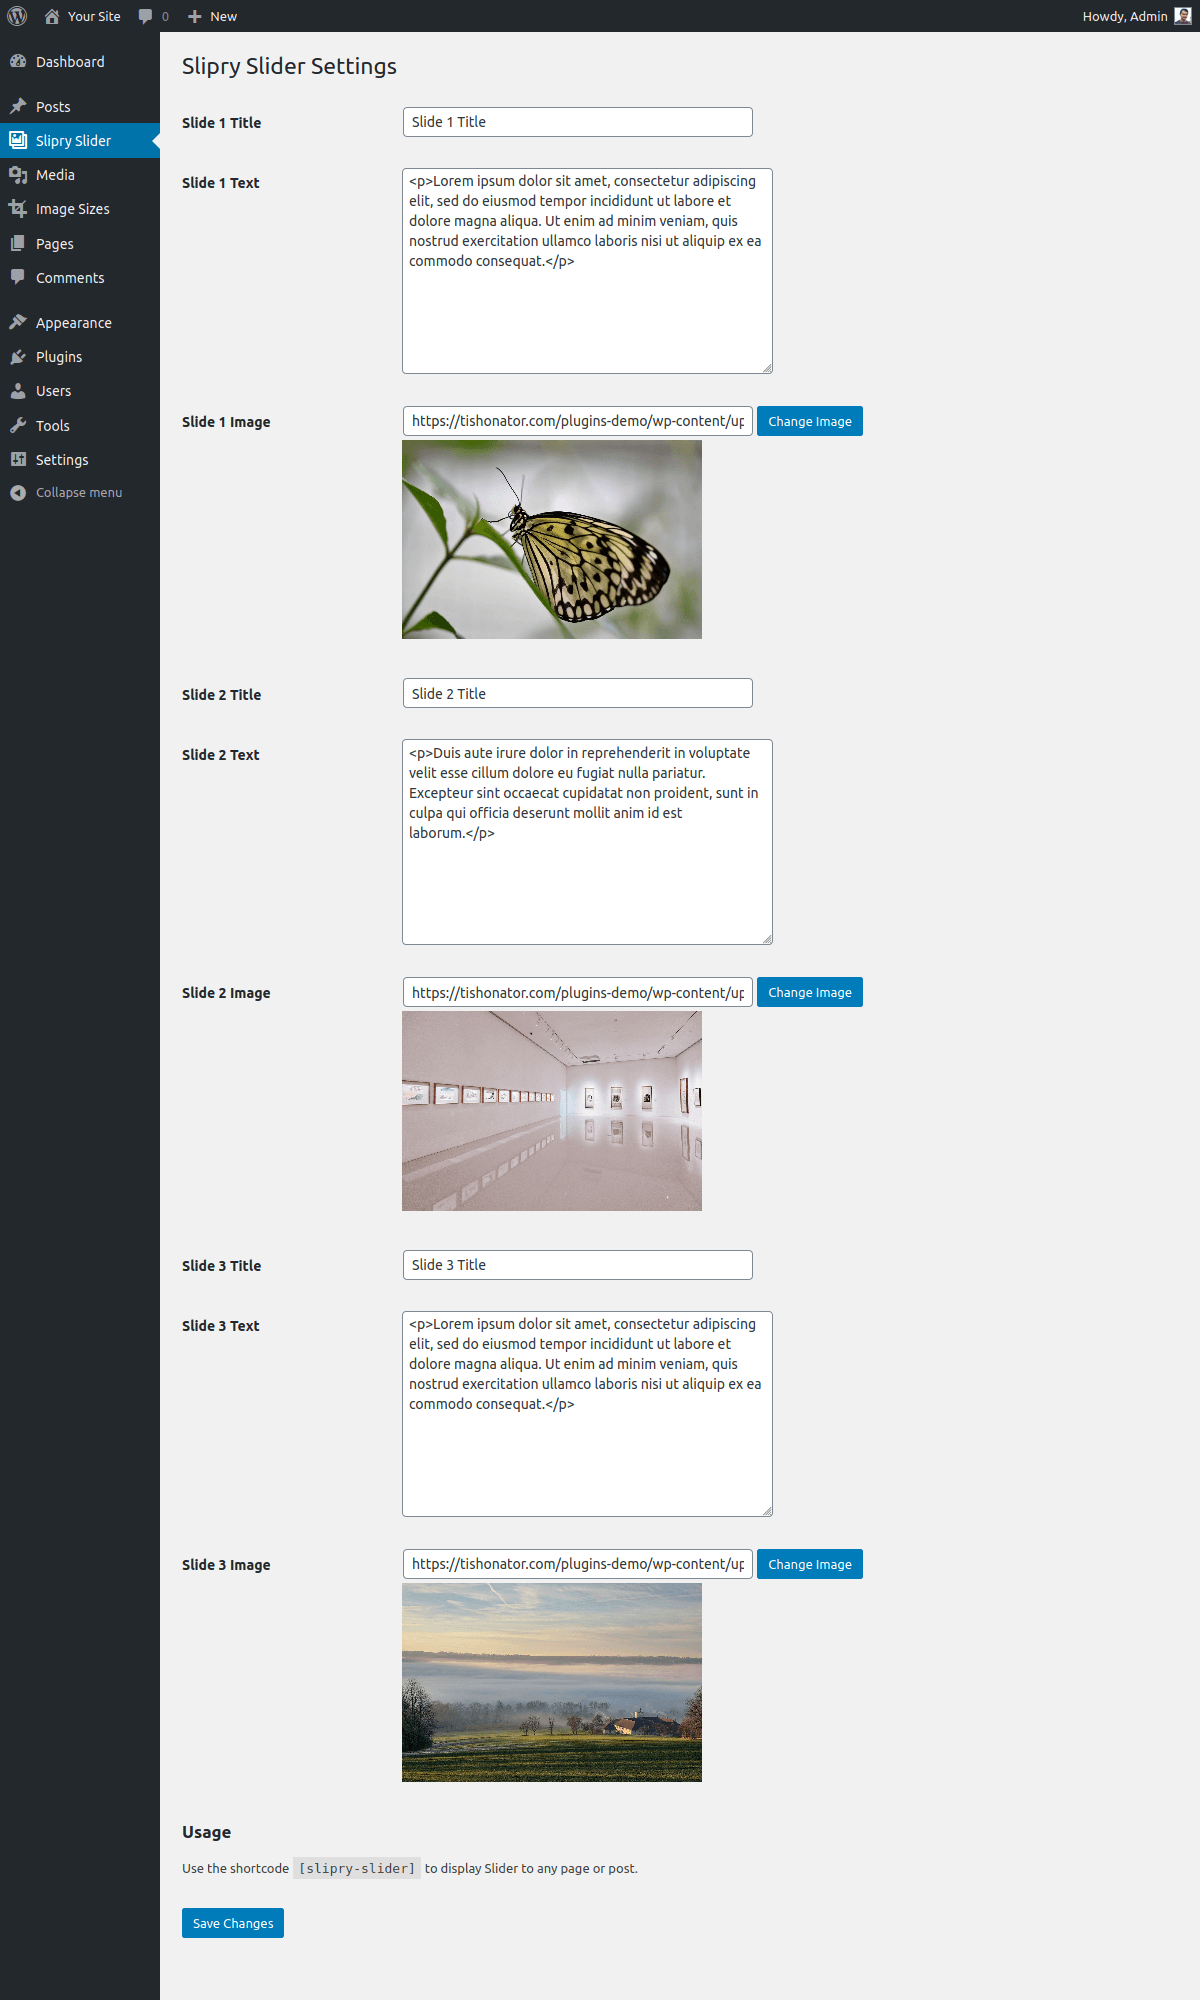 Your Site 0 New Howdy, Admin
Dashboard
Posts
Slipry Slider
Media
Image Sizes
Pages
Comments
Appearance
Plugins
Users
Tools
Settings
Collapse menu
Slipry Slider Settings
Slide 1 Title Slide 1 Title
Slide 1 Text
<p>Lorem ipsum dolor sit amet, consectetur adipiscing
elit, sed do eiusmod tempor incididunt ut labore et
dolore magna aliqua. Ut enim ad minim veniam, quis
nostrud exercitation ullamco laboris nisi ut aliquip ex ea
commodo consequat.</p>
Slide 1 Image https://tishonator.com/plugins-demo/wp-content/up Change Image
Slide 2 Title Slide 2 Title
Slide 2 Text
<p>Duis aute irure dolor in reprehenderit in voluptate
velit esse cillum dolore eu fugiat nulla pariatur.
Excepteur sint occaecat cupidatat non proident, sunt in
culpa qui officia deserunt mollit anim id est
laborum.</p>
Slide 2 Image https://tishonator.com/plugins-demo/wp-content/up Change Image
Slide 3 Title Slide 3 Title
Slide 3 Text
<p>Lorem ipsum dolor sit amet, consectetur adipiscing
elit, sed do eiusmod tempor incididunt ut labore et
dolore magna aliqua. Ut enim ad minim veniam, quis
nostrud exercitation ullamco laboris nisi ut aliquip ex ea
commodo consequat.</p>
Slide 3 Image https://tishonator.com/plugins-demo/wp-content/up Change Image
Usage
Use the shortcode [slipry-slider] to display Slider to any page or post.
Save Changes